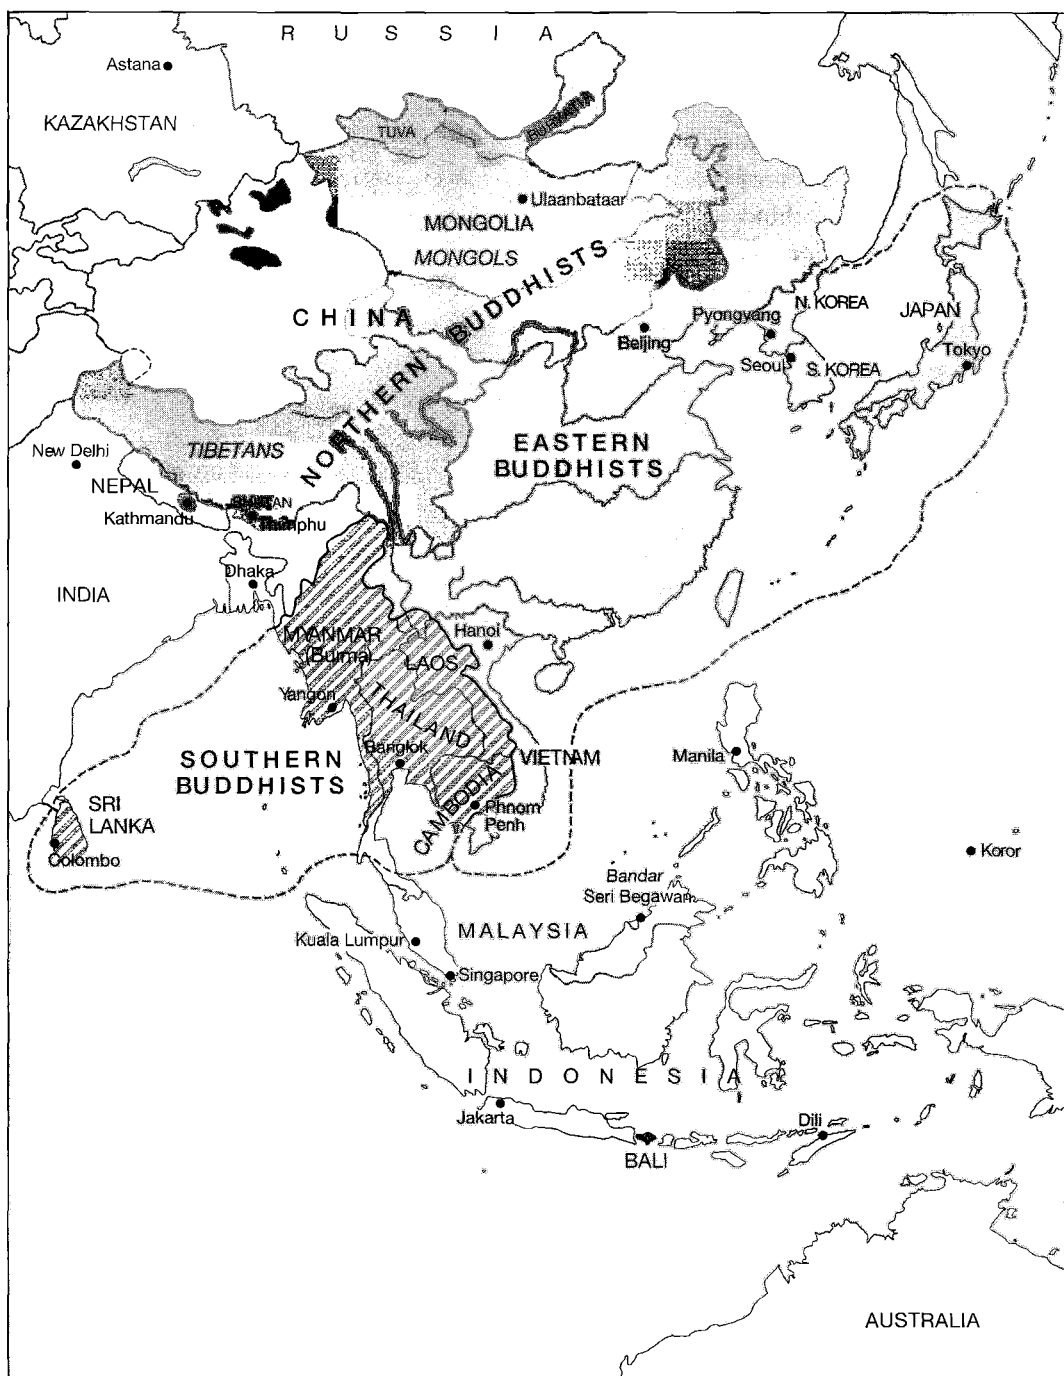 RUSSIA
Astana
KAZAKHSTAN
TUVA
BURYATIYA
Ulaanbataar
MONGOLIA
MONGOLS
NORTHERN BUDDHISTS
CHINA
N. KOREA
Pyongyang
JAPAN
Beijing
Tokyo
Seoul
S. KOREA
EASTERN
BUDDHISTS
TIBETANS
New Delhi
NEPAL
BHUTAN
Kathmandu
Thimphu
Dhaka
INDIA
Hanoi
MYANMAR
(Burma)
LAOS
Yangon
THAILAND
Bangkok
VIETNAM
Manila
SOUTHERN
BUDDHISTS
CAMBODIA
Phnom
Penh
SRI
LANKA
Colombo
Koror
Bandar
Seri Begawan
MALAYSIA
Kuala Lumpur
Singapore
INDONESIA
Jakarta
Dili
BALI
AUSTRALIA